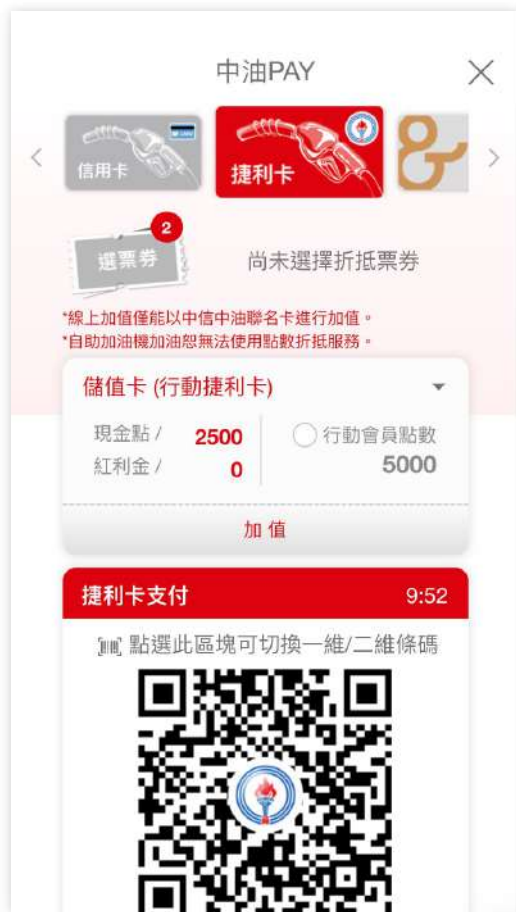 中油PAY
信用卡
捷利卡
2
選票券
尚未選擇折抵票券
*線上加值僅能以中信中油聯名卡進行加值。
*自助加油機加油恕無法使用點數折抵服務。
儲值卡 (行動捷利卡)
現金點 / 2500
行動會員點數
紅利金 / 0
5000
加 值
捷利卡支付 9:52
點選此區塊可切換一維/二維條碼